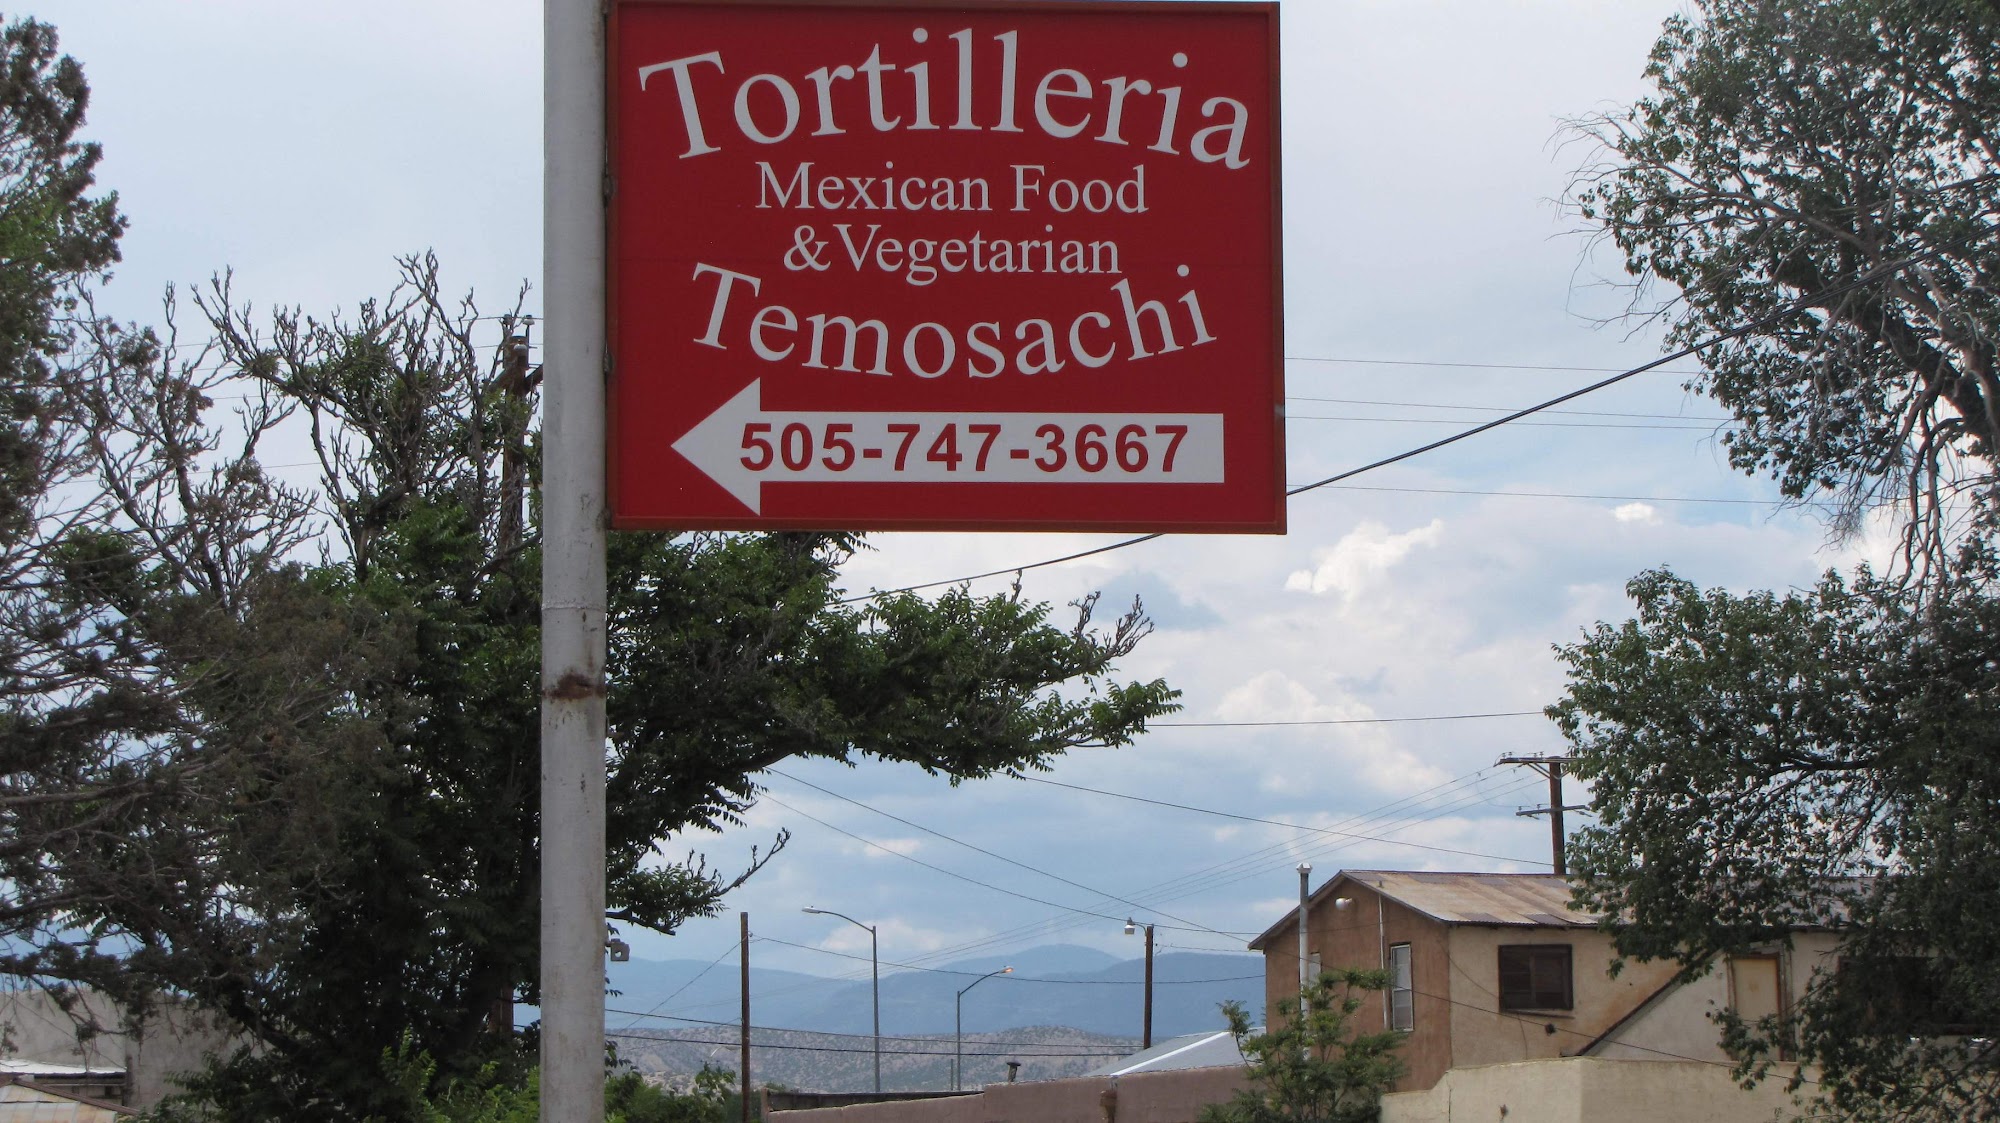 Tortilleria
Mexican Food
&Vegetarian
Temosachi
505-747-3667